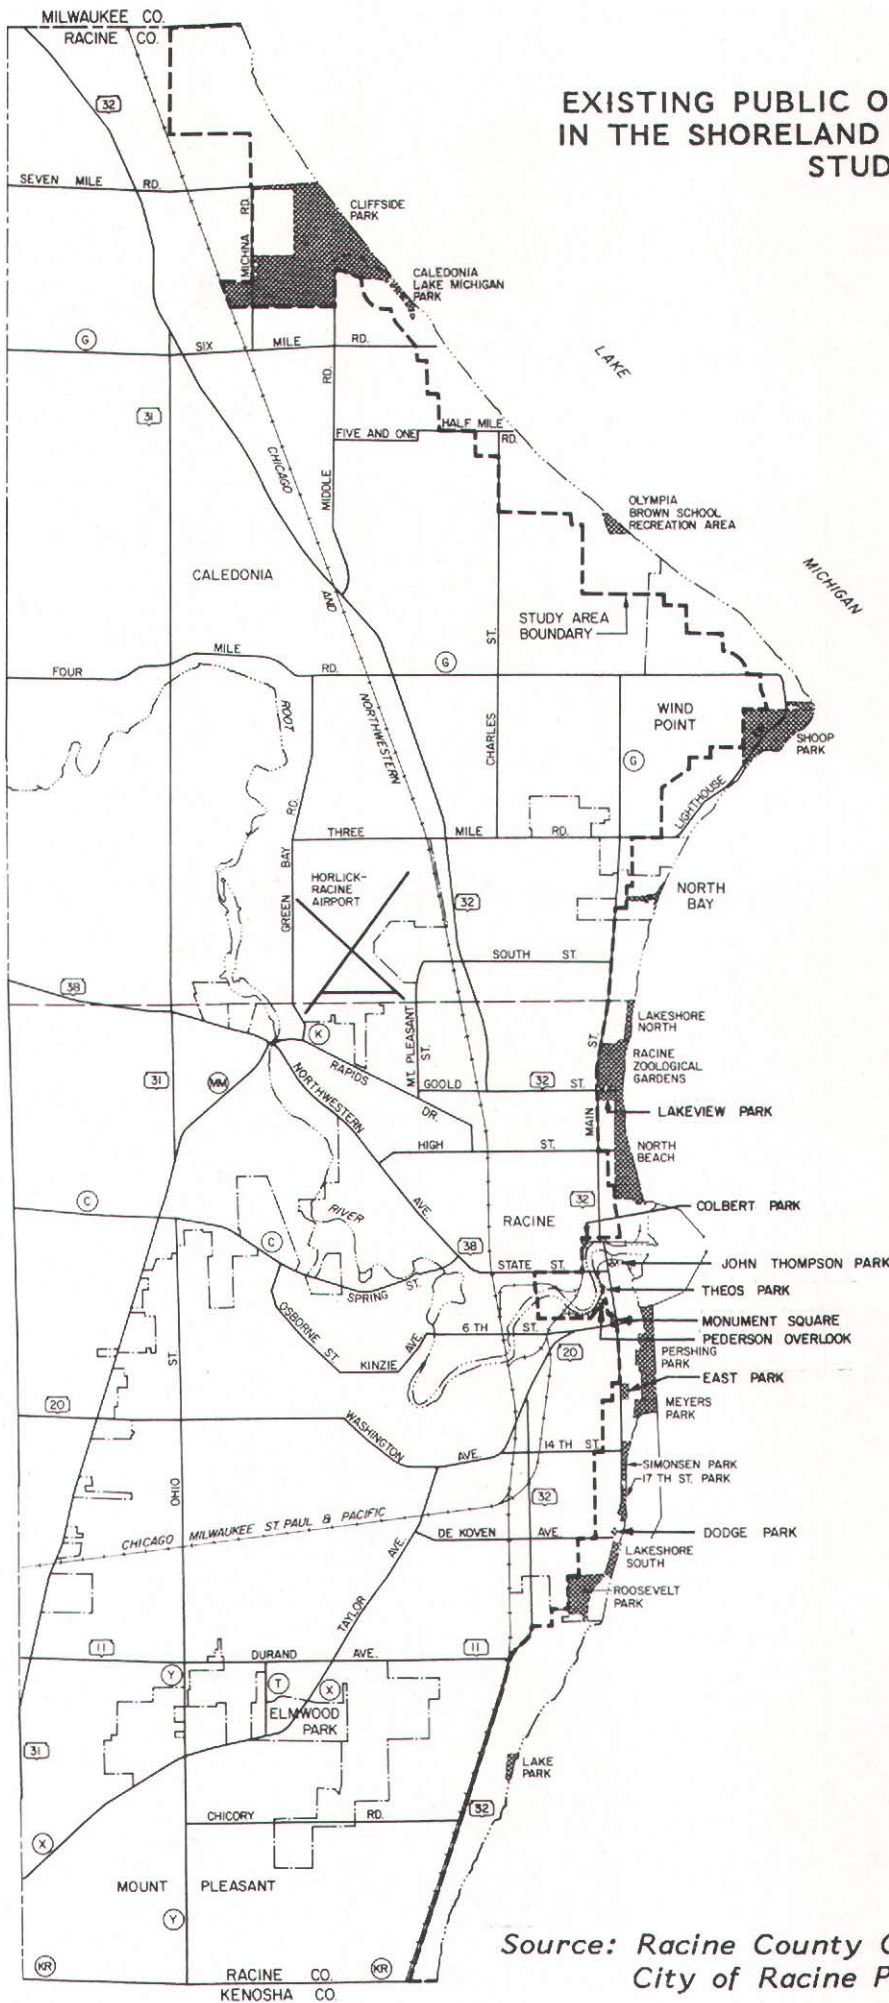 MILWAUKEE CO.
RACINE CO.
EXISTING PUBLIC O
IN THE SHORELAND
STUD
32
SEVEN MILE RD.
MICHNA RD.
CLIFFSIDE
PARK
CALEDONIA
LAKE MICHIGAN
PARK
G
SIX MILE RD.
LAKE
31
RD.
MIDDLE
FIVE AND ONE HALF MILE RD.
CHICAGO AND NORTHWESTERN
OLYMPIA
BROWN SCHOOL
RECREATION AREA
MICHIGAN
CALEDONIA
STUDY AREA
BOUNDARY
FOUR MILE RD.
G
CHARLES ST.
ROOT
WIND
POINT
G
SHOOP
PARK
LIGHTHOUSE
THREE MILE RD.
GREEN BAY RD.
HORLICK-
RACINE
AIRPORT
32
NORTH
BAY
SOUTH ST.
38
K
MT. PLEASANT ST.
LAKESHORE
NORTH
RACINE
ZOOLOGICAL
GARDENS
31
MM
RAPIDS DR.
GOOLD ST.
32
MAIN ST.
LAKEVIEW PARK
NORTHWESTERN AVE.
HIGH ST.
NORTH
BEACH
C
RIVER
RACINE
32
COLBERT PARK
C
38
STATE ST.
JOHN THOMPSON PARK
SPRING ST.
THEOS PARK
OSBORNE ST.
6 TH ST.
MONUMENT SQUARE
PEDERSON OVERLOOK
KINZIE AVE.
20
PERSHING
PARK
EAST PARK
20
MEYERS
PARK
WASHINGTON AVE.
14 TH ST.
SIMONSEN PARK
17 TH ST. PARK
OHIO ST.
32
CHICAGO MILWAUKEE ST. PAUL & PACIFIC
DE KOVEN AVE.
DODGE PARK
LAKESHORE
SOUTH
ROOSEVELT
PARK
TAYLOR AVE.
11
DURAND AVE.
11
Y
T
X
ELMWOOD
PARK
31
LAKE
PARK
CHICORY RD.
32
X
MOUNT PLEASANT
Y
KR
RACINE CO.
KR
KENOSHA CO.
Source: Racine County
City of Racine P